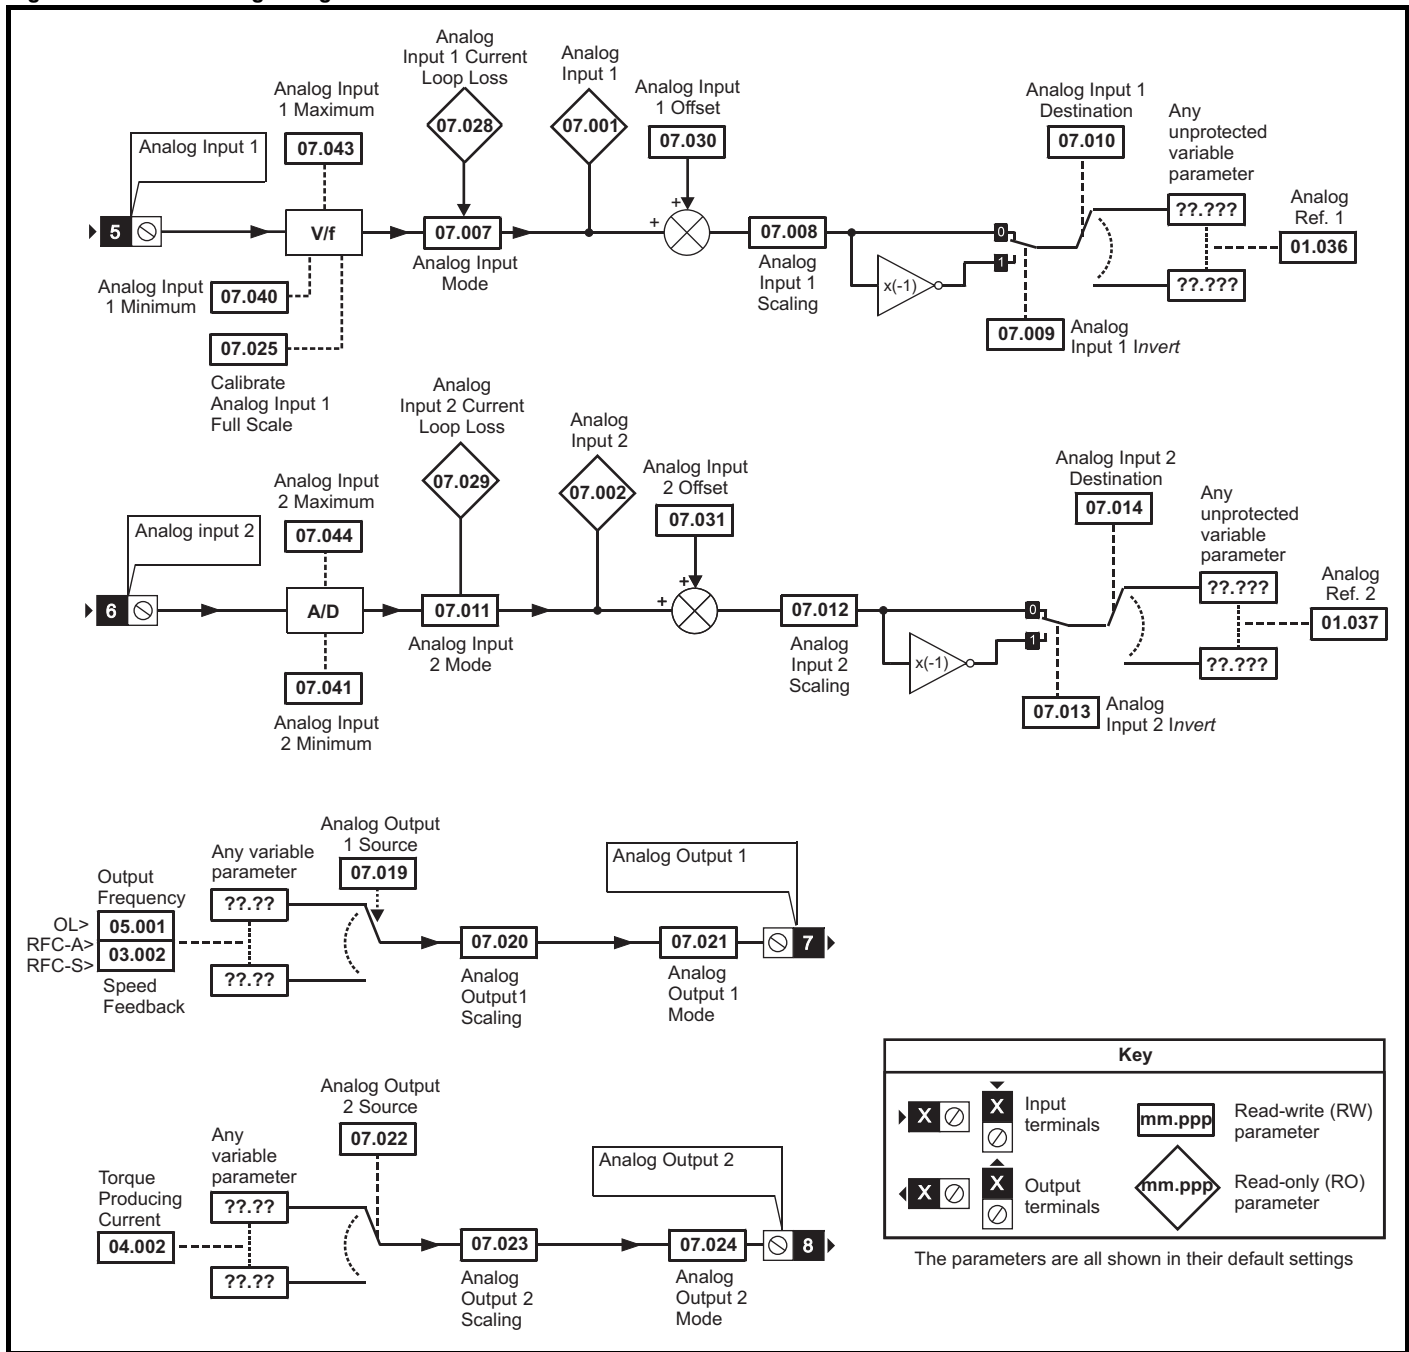 Analog
Input 1 Current
Loop Loss
Analog
Input 1
Analog Input
1 Maximum
Analog Input
1 Offset
Analog Input 1
Destination
Any
unprotected
variable
parameter
07.028
07.001
07.043
07.030
07.010
Analog Input 1
??.???
Analog
Ref. 1
5
V/f
07.007
+
+
07.008
0
1
01.036
Analog Input
Mode
Analog
Input 1
Scaling
x(-1)
??.???
Analog Input
1 Minimum
07.040
07.009
Analog
Input 1 Invert
07.025
Calibrate
Analog Input 1
Full Scale
Analog
Input 2 Current
Loop Loss
Analog
Input 2
Analog Input
2 Maximum
Analog Input
2 Offset
Analog Input 2
Destination
Any
unprotected
variable
parameter
07.029
07.002
07.044
07.031
07.014
Analog input 2
??.???
Analog
Ref. 2
6
A/D
07.011
+
+
07.012
0
1
01.037
Analog Input
2 Mode
Analog
Input 2
Scaling
x(-1)
??.???
07.041
Analog Input
2 Minimum
07.013
Analog
Input 2 Invert
Analog Output
1 Source
Any variable
parameter
07.019
Analog Output 1
Output
Frequency
??.??
OL>
05.001
RFC-A>
03.002
RFC-S>
Speed
Feedback
??.??
07.020
Analog
Output1
Scaling
07.021
Analog
Output 1
Mode
7
Analog Output
2 Source
Any
variable
parameter
07.022
Analog Output 2
Torque
Producing
Current
??.??
04.002
??.??
07.023
Analog
Output 2
Scaling
07.024
Analog
Output 2
Mode
8
Key
X
X
Input
terminals
mm.ppp
Read-write (RW)
parameter
X
X
Output
terminals
mm.ppp
Read-only (RO)
parameter
The parameters are all shown in their default settings